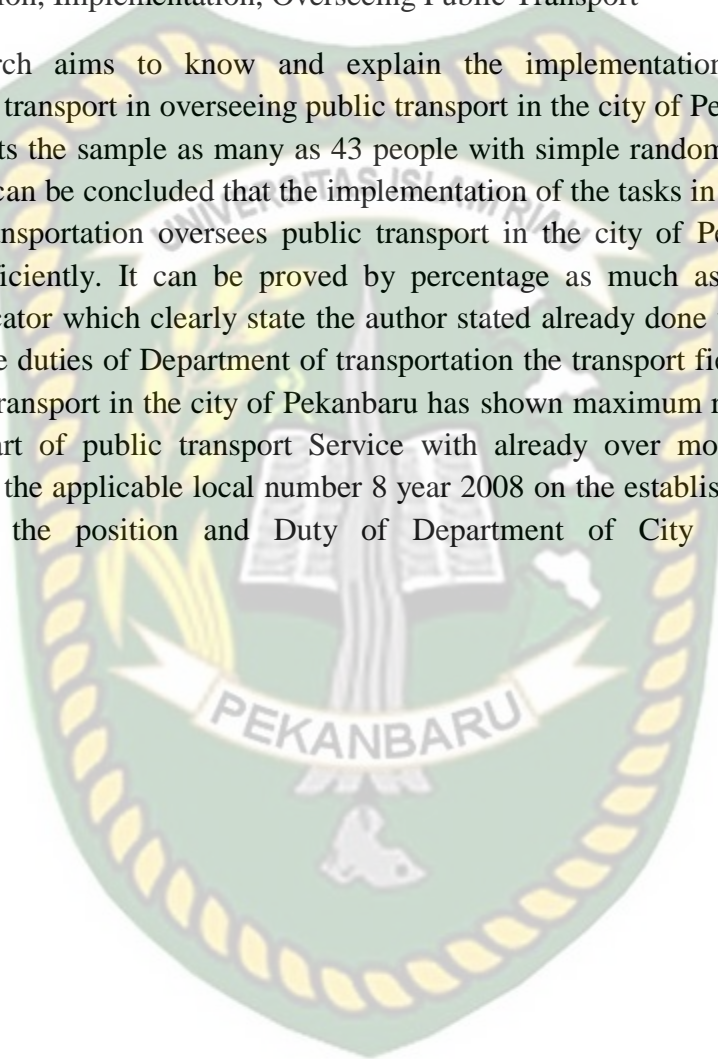 ion, Implementation, Overseeing Public Transport
rch aims to know and explain the implementation
transport in overseeing public transport in the city of Pe
ts the sample as many as 43 people with simple random
can be concluded that the implementation of the tasks in
UNIVERSITAS ISLAM RIAU
nsportation oversees public transport in the city of Pe
ficiently. It can be proved by percentage as much as
cator which clearly state the author stated already done
e duties of Department of transportation the transport fie
ransport in the city of Pekanbaru has shown maximum r
art of public transport Service with already over mo
the applicable local number 8 year 2008 on the establis
the position and Duty of Department of City
PEKANBARU